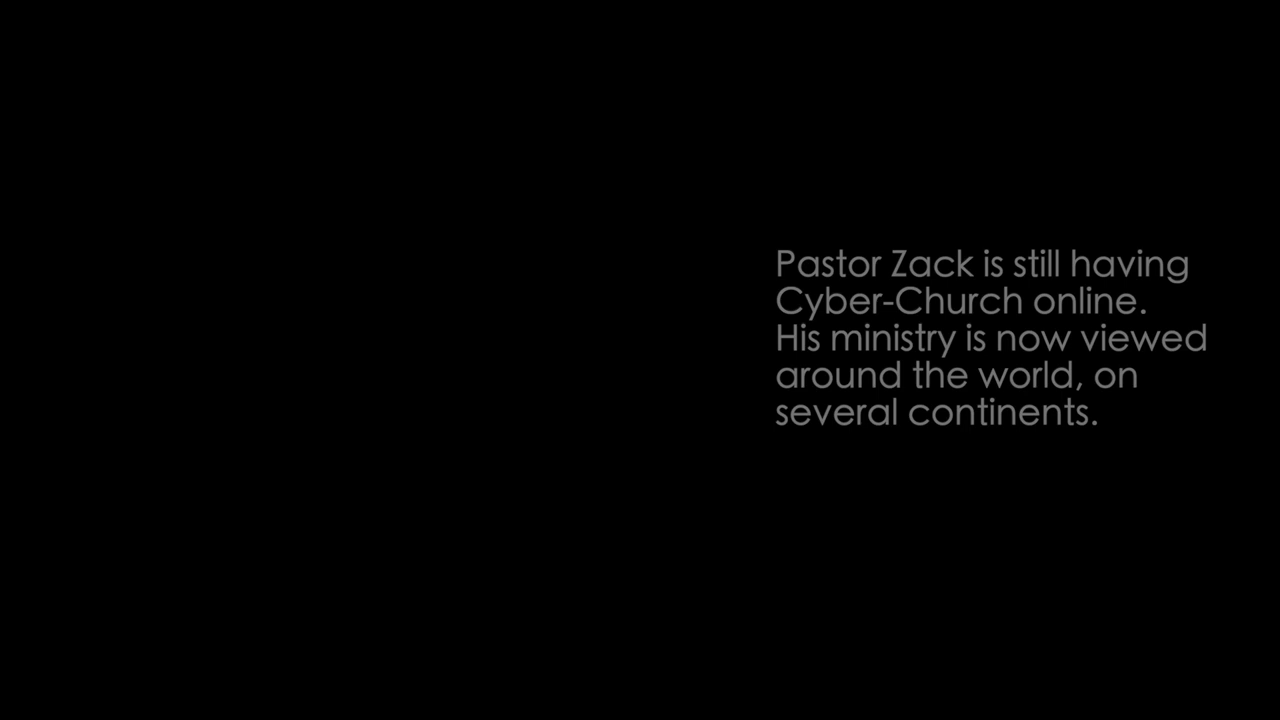 Pastor Zack is still having
Cyber-Church online.
His ministry is now viewed
around the world, on
several continents.